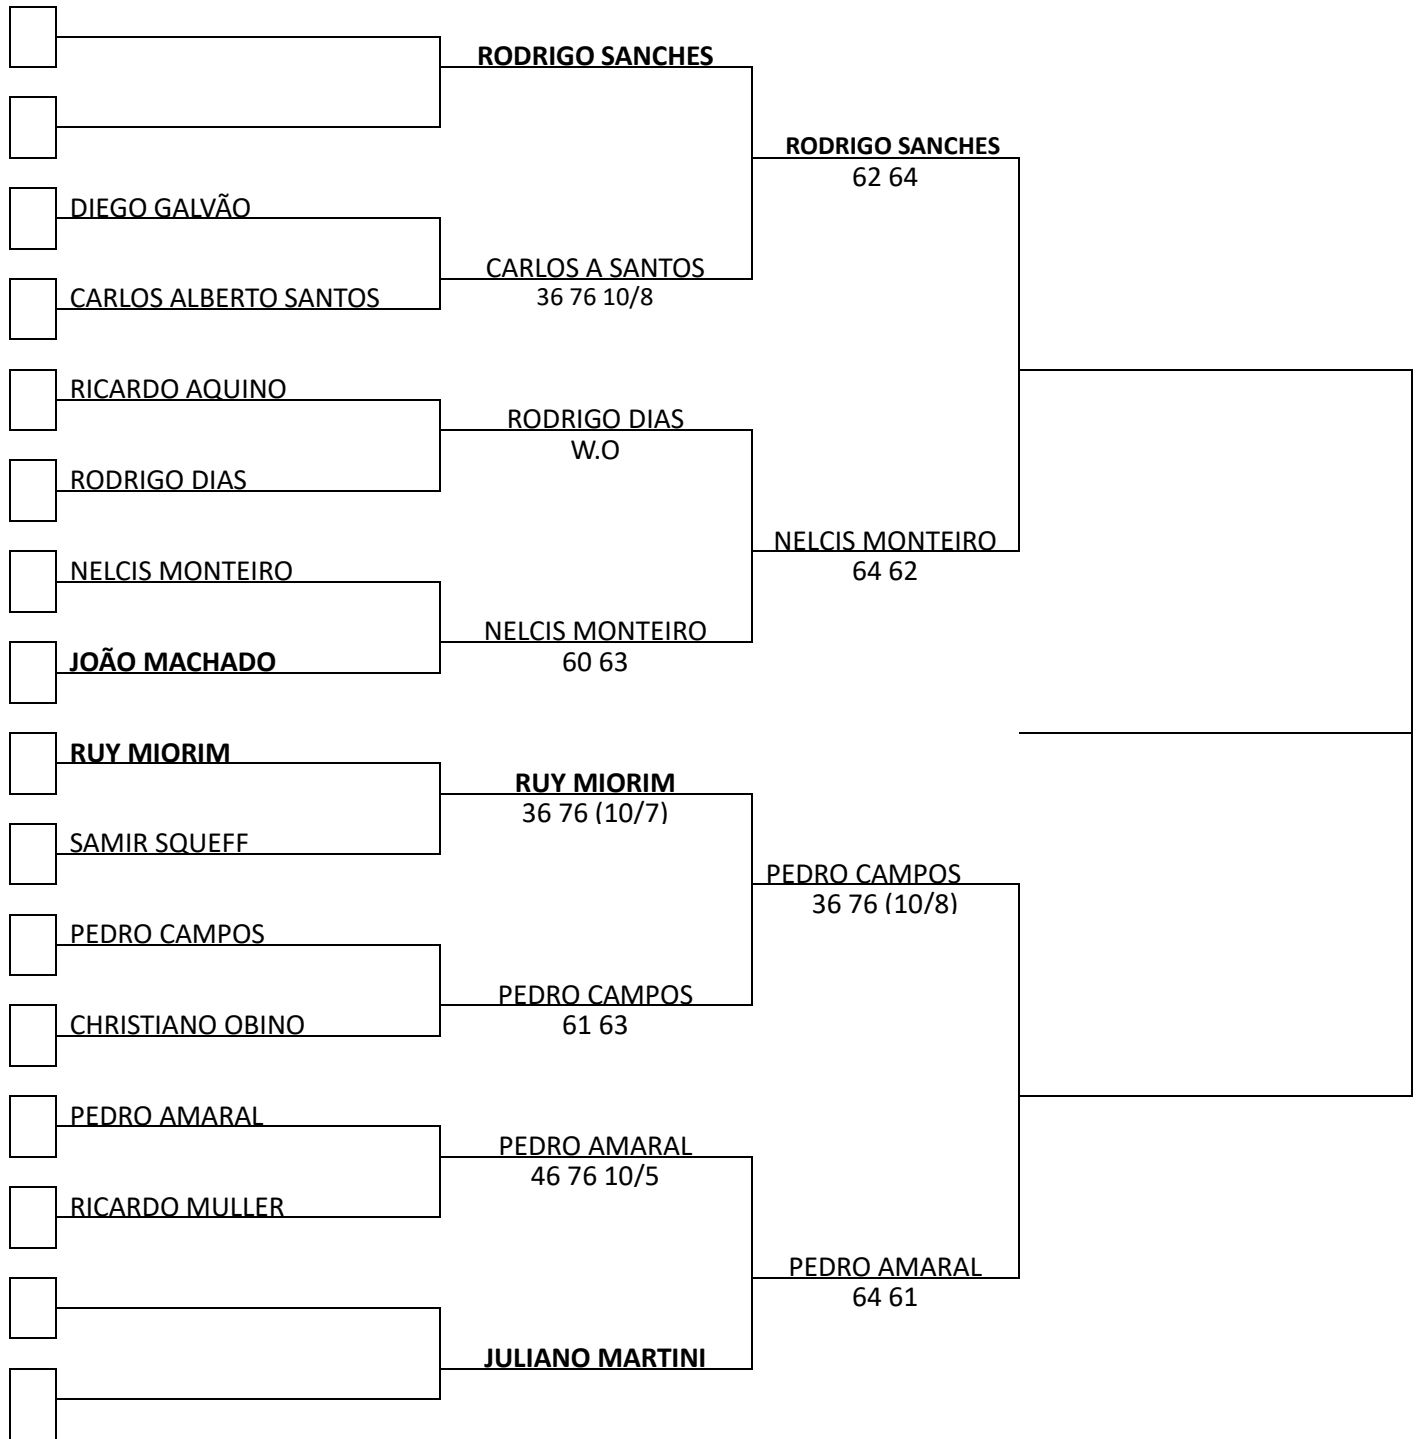 RODRIGO SANCHES
RODRIGO SANCHES
62 64
DIEGO GALVÃO
CARLOS A SANTOS
36 76 10/8
CARLOS ALBERTO SANTOS
RICARDO AQUINO
RODRIGO DIAS
W.O
RODRIGO DIAS
NELCIS MONTEIRO
64 62
NELCIS MONTEIRO
NELCIS MONTEIRO
60 63
JOÃO MACHADO
RUY MIORIM
RUY MIORIM
36 76 (10/7)
SAMIR SQUEFF
PEDRO CAMPOS
36 76 (10/8)
PEDRO CAMPOS
PEDRO CAMPOS
61 63
CHRISTIANO OBINO
PEDRO AMARAL
PEDRO AMARAL
46 76 10/5
RICARDO MULLER
PEDRO AMARAL
64 61
JULIANO MARTINI